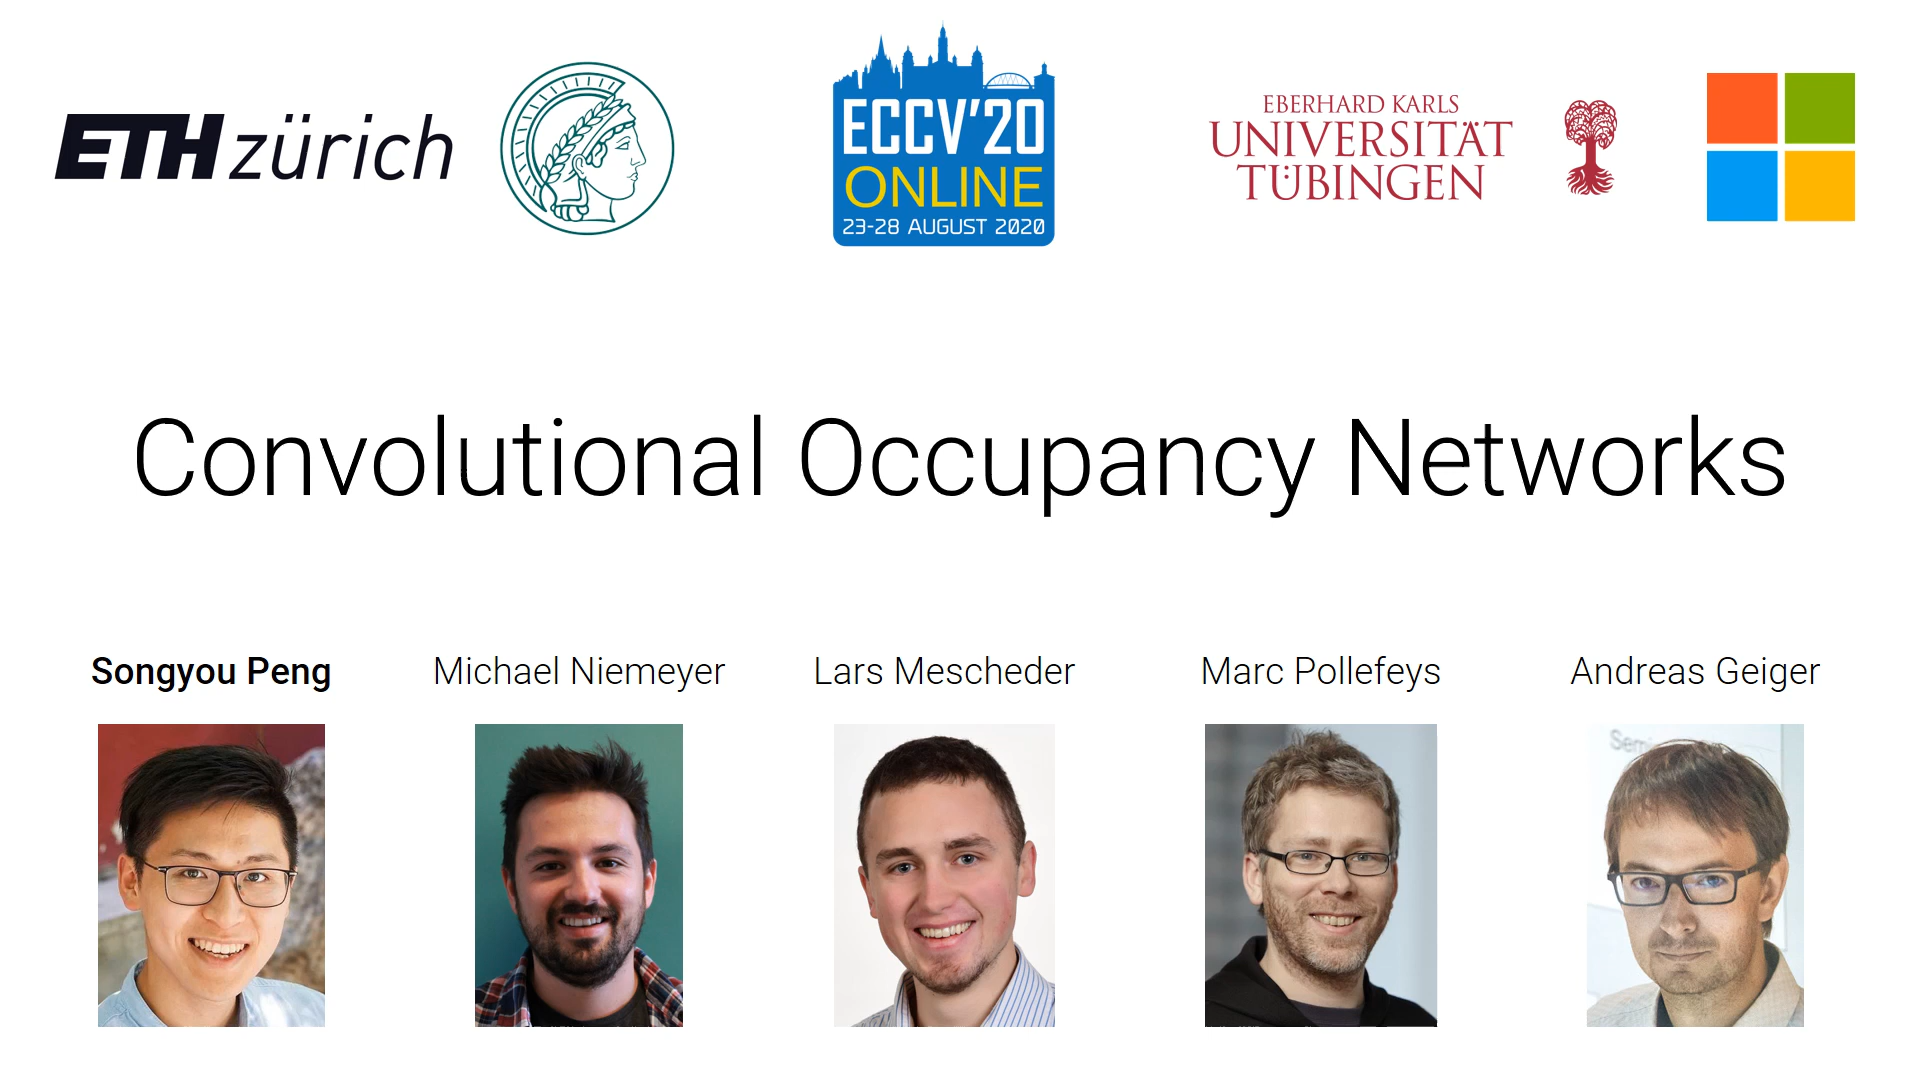 ETH zürich
ECCV'20
ONLINE
23-28 AUGUST 2020
EBERHARD KARLS
UNIVERSITÄT
TÜBINGEN
Convolutional Occupancy Networks
Songyou Peng
Michael Niemeyer
Lars Mescheder
Marc Pollefeys
Andreas Geiger